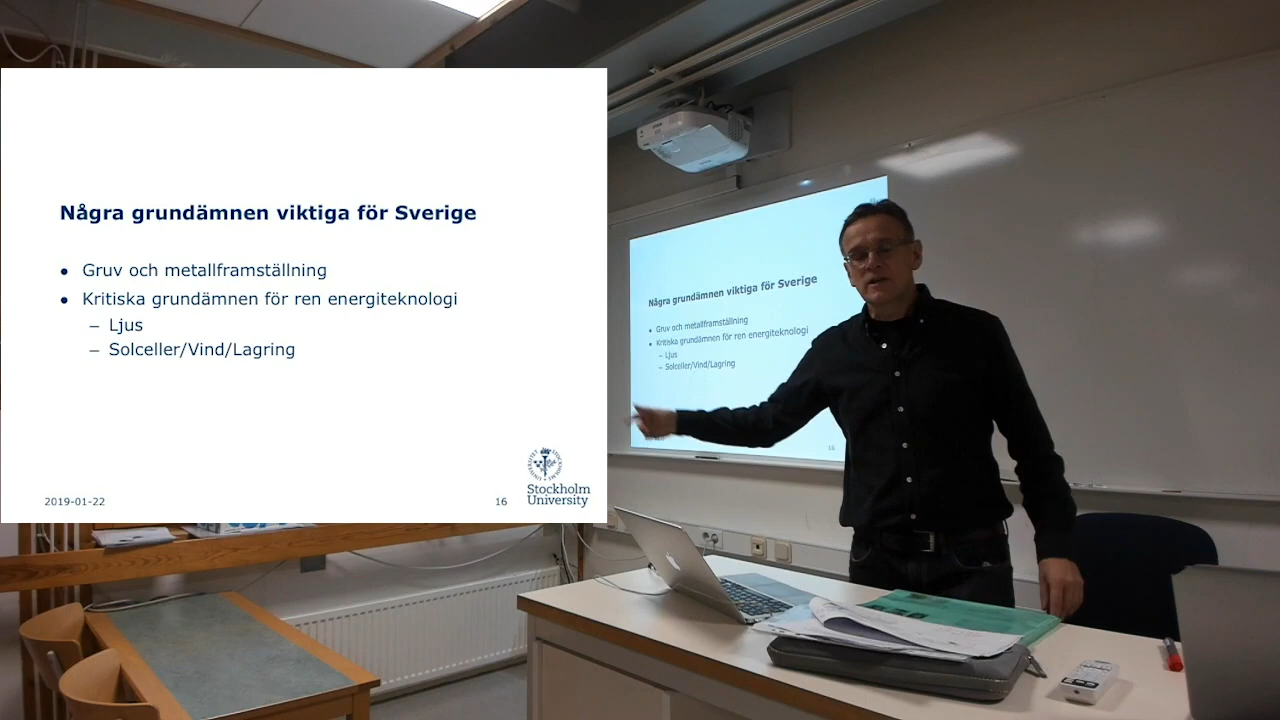 Några grundämnen viktiga för Sverige
• Gruv och metallframställning
• Kritiska grundämnen för ren energiteknologi
– Ljus
– Solceller/Vind/Lagring
2019-01-22
16
Stockholm
University
Några grundämnen viktiga för Sverige
• Gruv och metallframställning
• Kritiska grundämnen för ren energiteknologi
– Ljus
– Solceller/Vind/Lagring
16